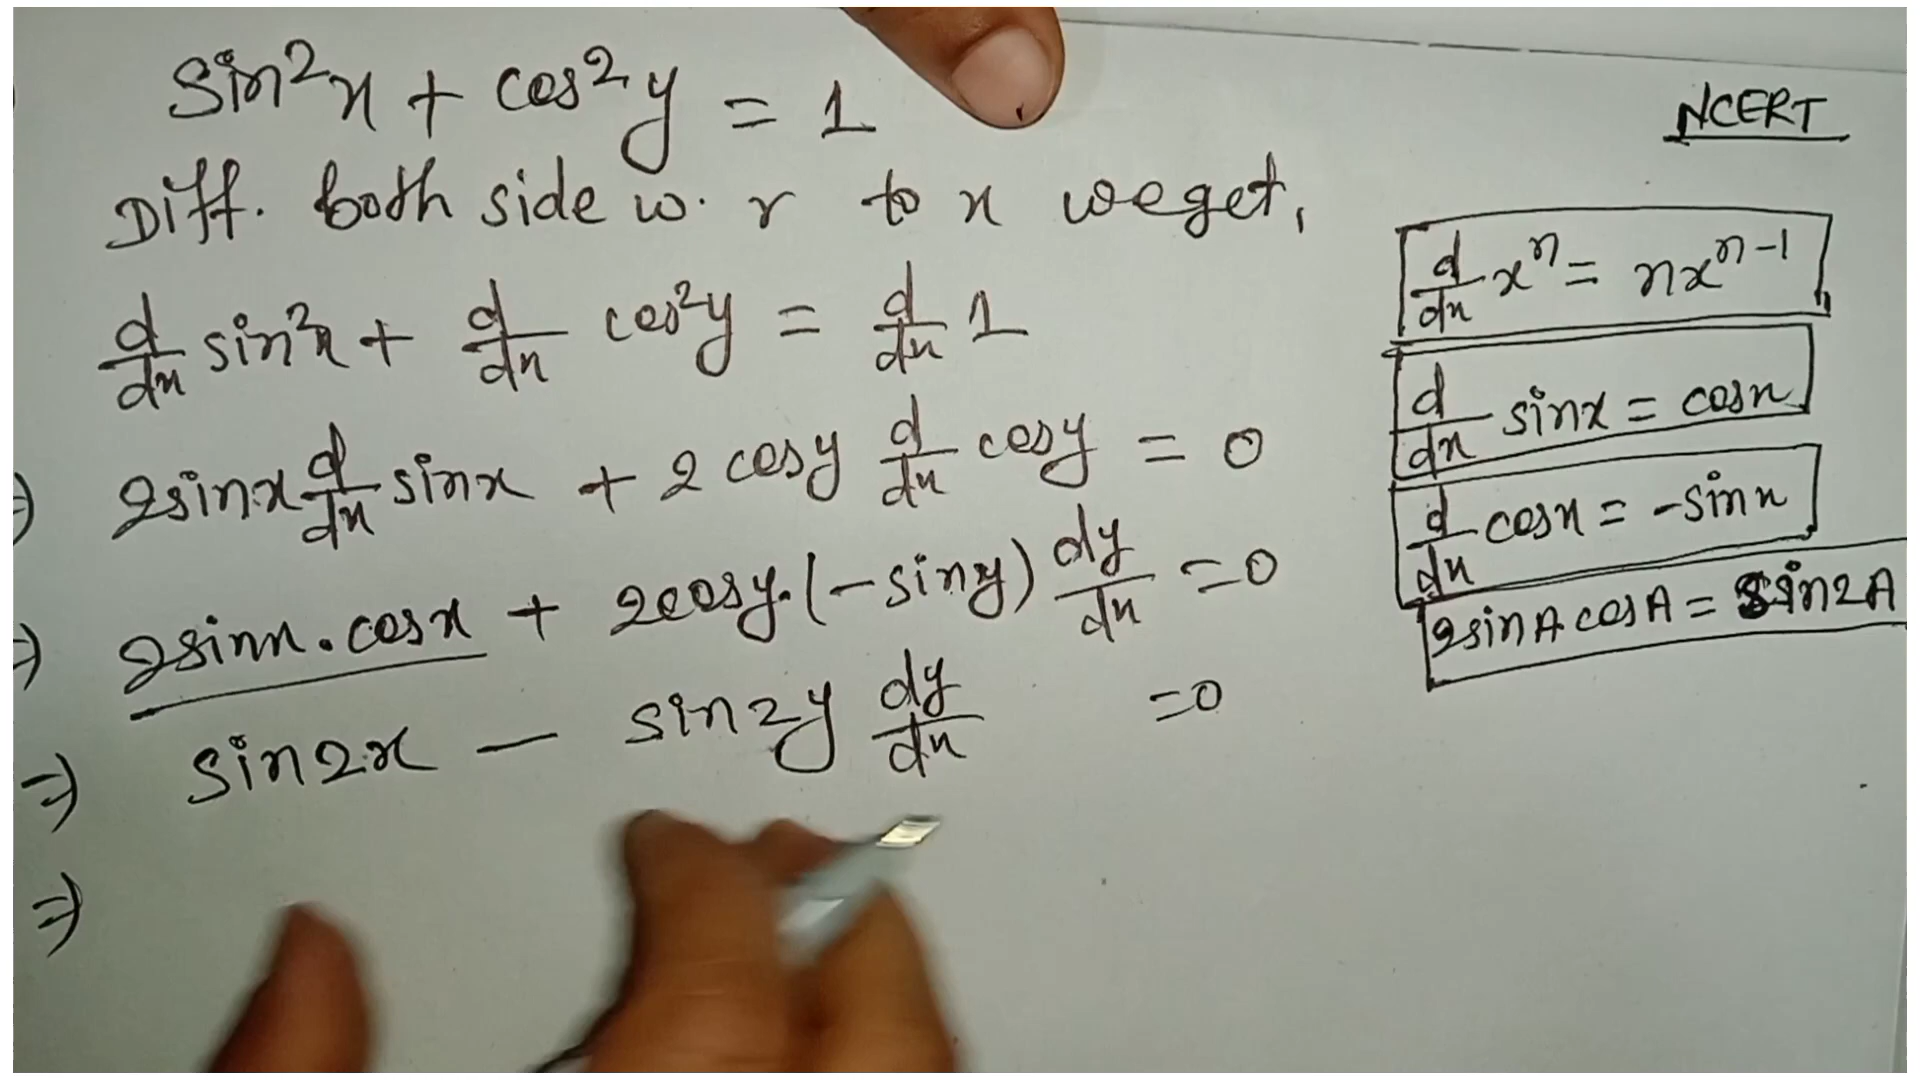 Sin²x + cos²y = 1
Diff. both side w. r to x we get,
d/dx sin²x + d/dx cos²y = d/dx 1
⇒ 2sinx d/dx sinx + 2 cosy d/dx cosy = 0
⇒ 2sinx . cosx + 2cosy . (-siny) dy/dx = 0
⇒ sin2x - sin2y dy/dx = 0
⇒
NCERT
d/dx xⁿ = nxⁿ⁻¹
d/dx sinx = cosx
d/dx cosx = -sinx
2sinA cosA = Sin2A